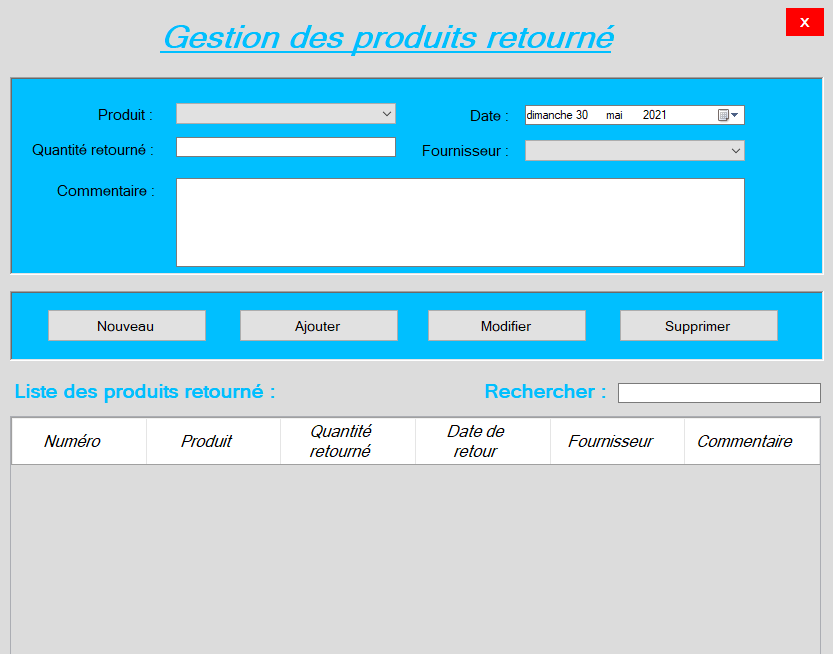 Gestion des produits retourné
X
Produit :
Date :
dimanche 30 mai 2021
Quantité retourné :
Fournisseur :
Commentaire :
Nouveau
Ajouter
Modifier
Supprimer
Liste des produits retourné :
Rechercher :
Numéro
Produit
Quantité
retourné
Date de
retour
Fournisseur
Commentaire